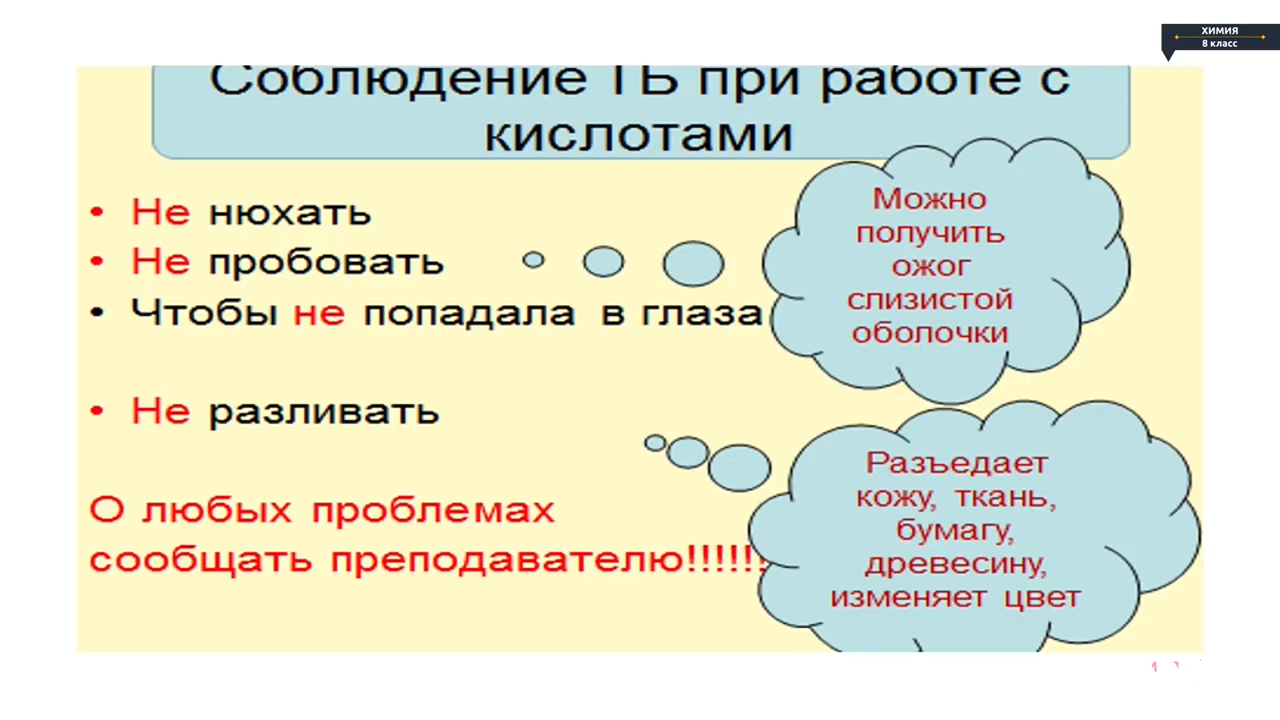 ХИМИЯ
8 класс
Соблюдение ТБ при работе с
кислотами
• Не нюхать
• Не пробовать
• Чтобы не попадала в глаза
Можно
получить
ожог
слизистой
оболочки
• Не разливать
О любых проблемах
сообщать преподавателю!!!!!!
Разъедает
кожу, ткань,
бумагу,
древесину,
изменяет цвет